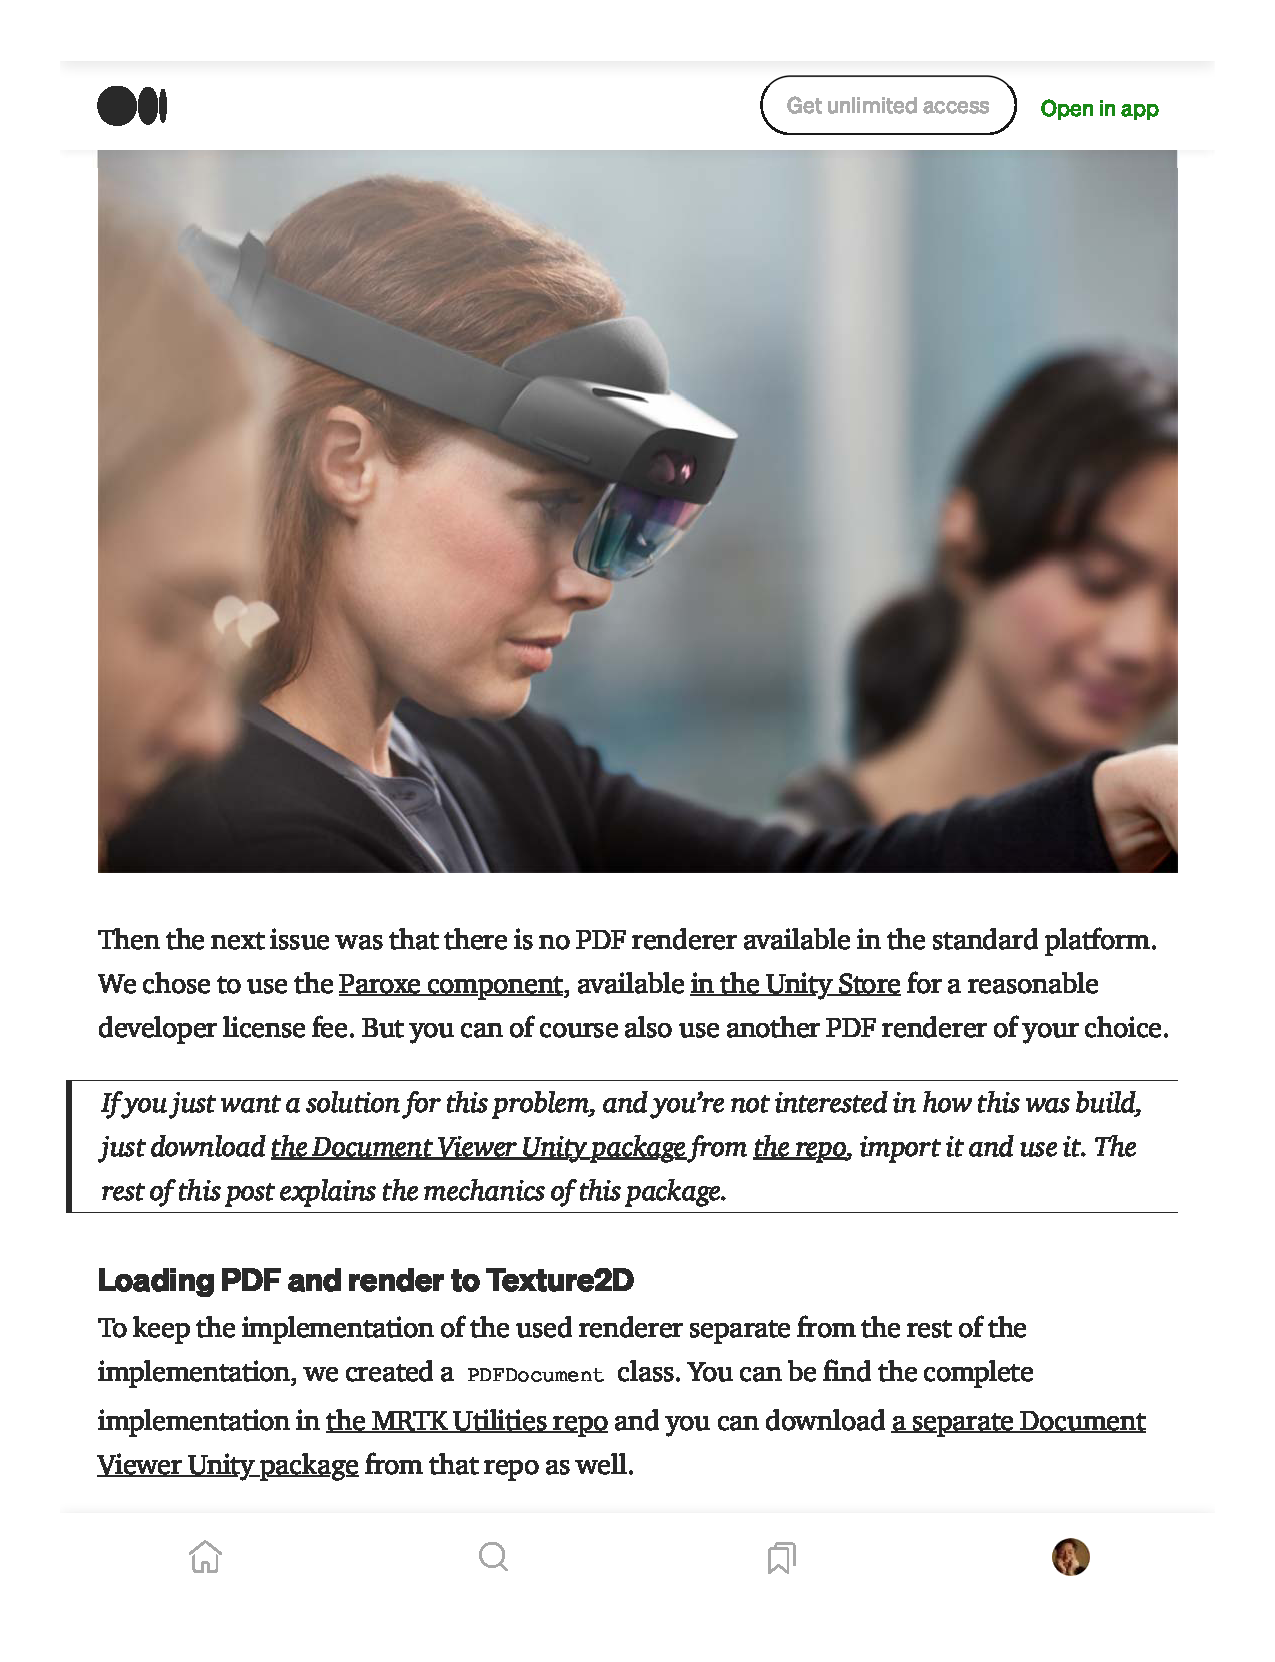 Get unlimited access
Open in app
Then the next issue was that there is no PDF renderer available in the standard platform.
We chose to use the Paroxe component, available in the Unity Store for a reasonable
developer license fee. But you can of course also use another PDF renderer of your choice.
If you just want a solution for this problem, and you're not interested in how this was build,
just download the Document Viewer Unity package from the repo, import it and use it. The
rest of this post explains the mechanics of this package.
Loading PDF and render to Texture2D
To keep the implementation of the used renderer separate from the rest of the
implementation, we created a PDFDocument class. You can be find the complete
implementation in the MRTK Utilities repo and you can download a separate Document
Viewer Unity package from that repo as well.